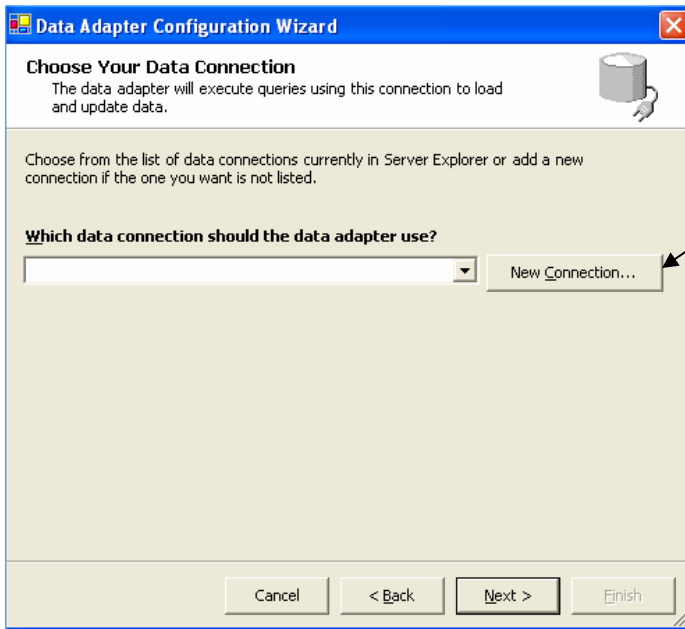 Data Adapter Configuration Wizard
Choose Your Data Connection
The data adapter will execute queries using this connection to load
and update data.
Choose from the list of data connections currently in Server Explorer or add a new
connection if the one you want is not listed.
Which data connection should the data adapter use?
New Connection...
Cancel
< Back
Next >
Finish